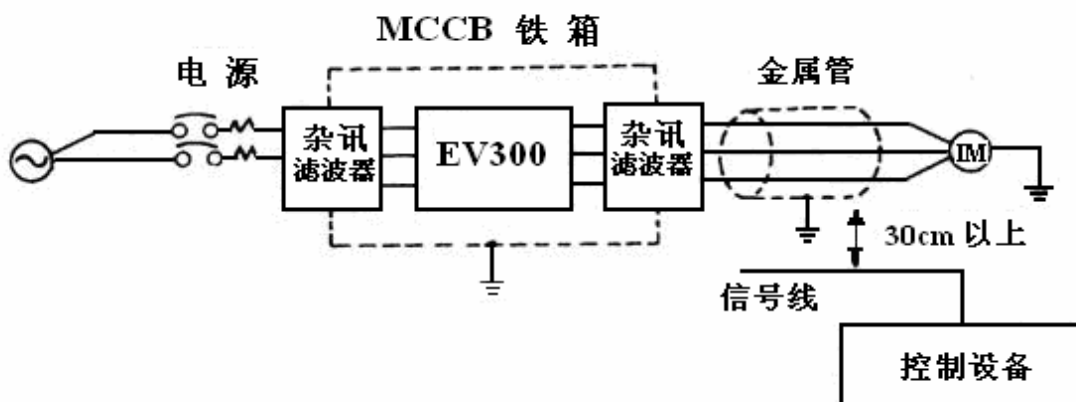 MCCB 铁 箱
电 源
金属管
杂讯
滤波器
EV300
杂讯
滤波器
IM
30cm 以上
信号线
控制设备